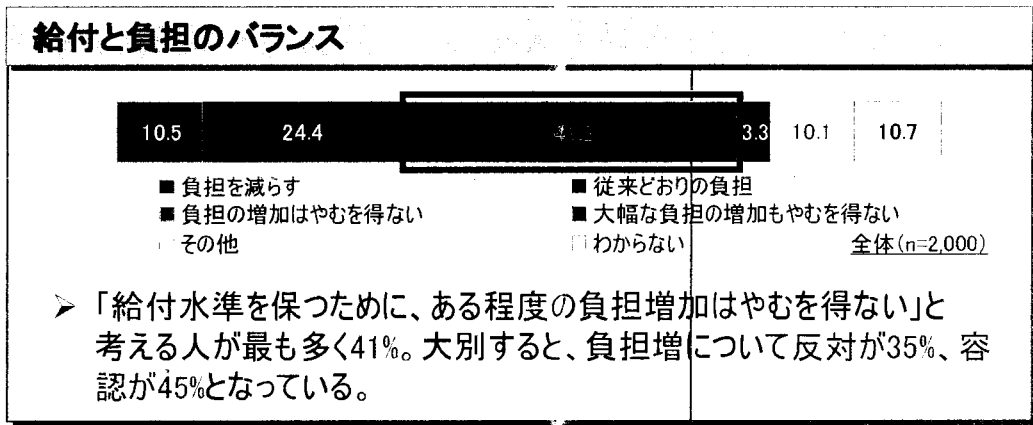 給付と負担のバランス
10.5 24.4 3.3 10.1 10.7
■負担を減らす ■従来どおりの負担
■負担の増加はやむを得ない ■大幅な負担の増加もやむを得ない
□その他 □わからない 全体(n=2,000)
➢「給付水準を保つために、ある程度の負担増加はやむを得ない」と
考える人が最も多く41%。大別すると、負担増について反対が35%、容
認が45%となっている。